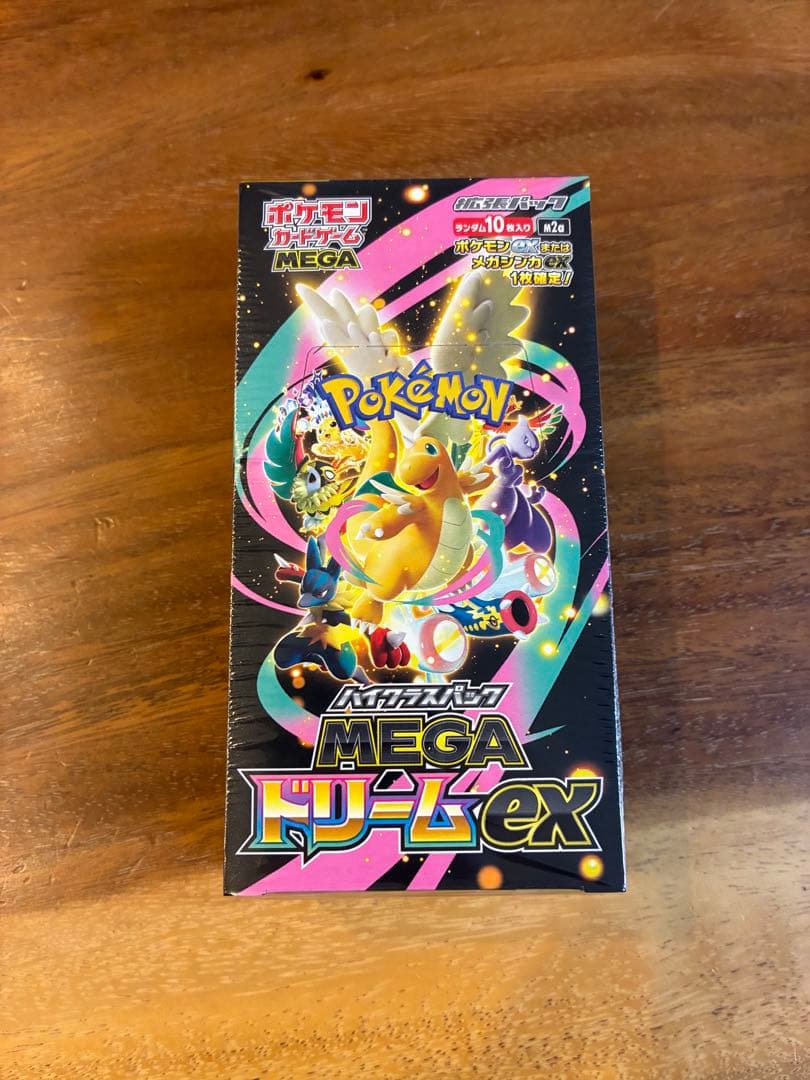 ポケモン
カードゲーム
MEGA
拡張パック
ランダム10枚入り M2a
ポケモンexまたは
メガシンカex
1枚確定!
POKéMON
ハイクラスパック
MEGA
ドリームex